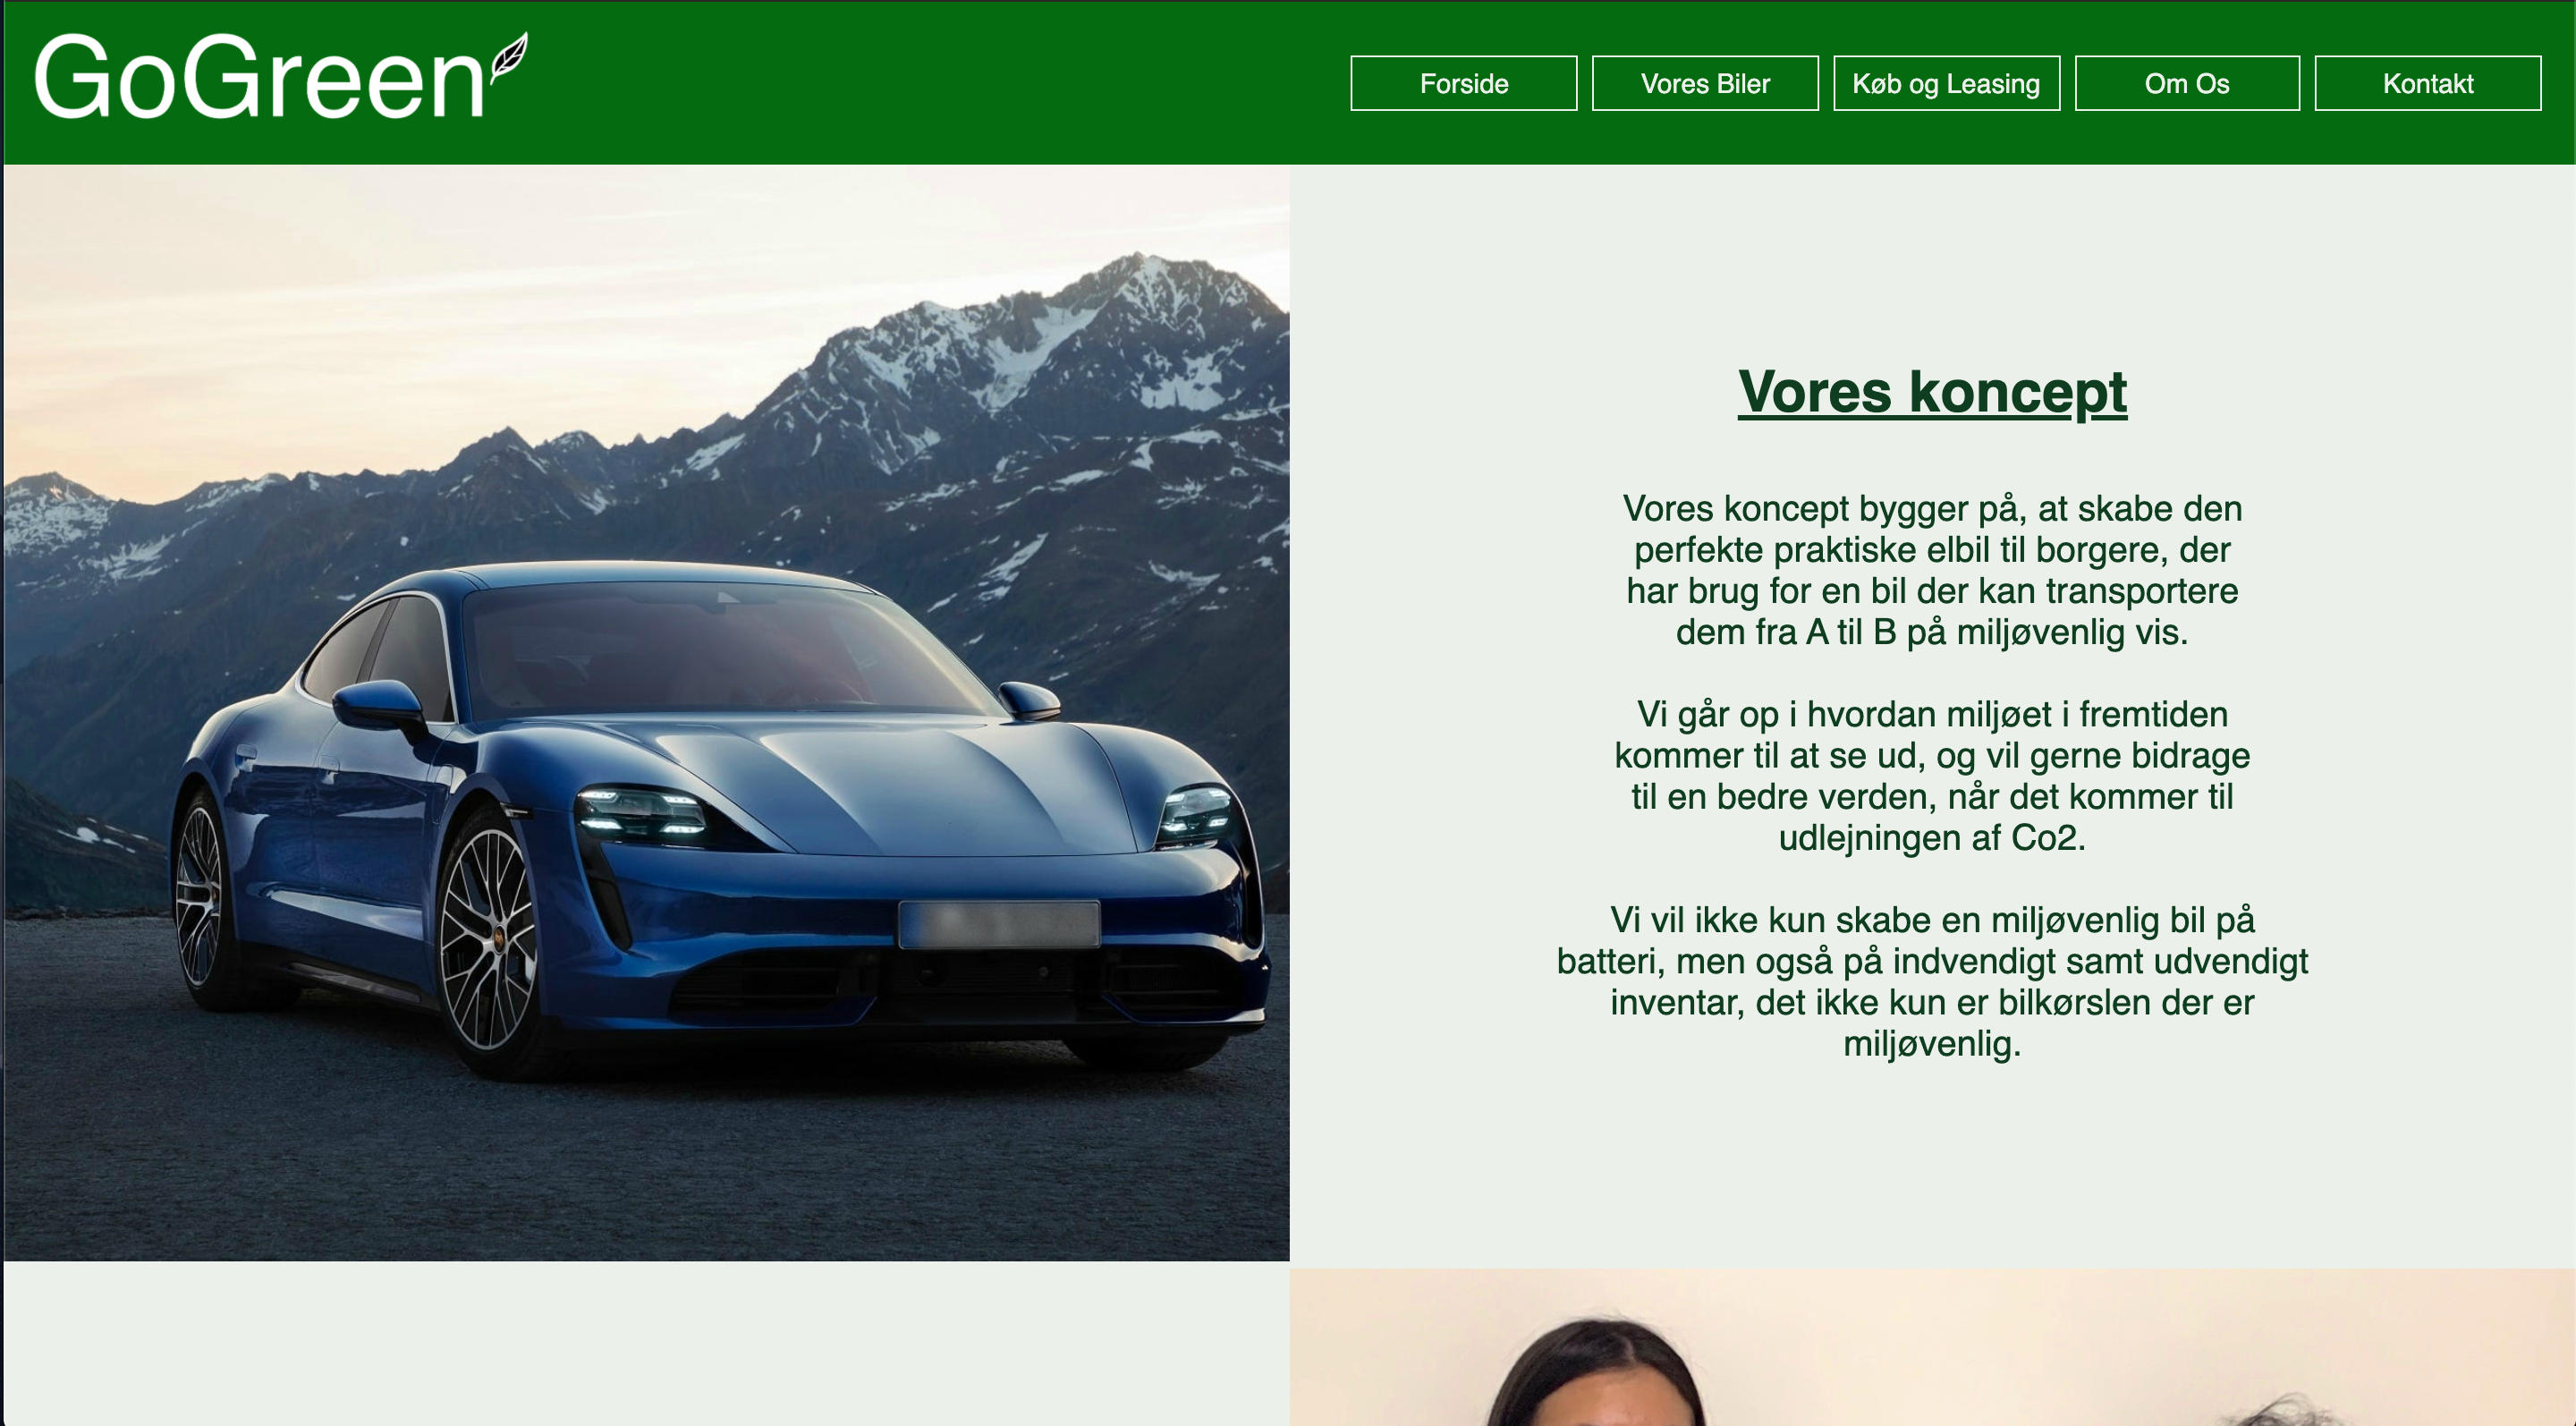 GoGreen
Forside
Vores Biler
Køb og Leasing
Om Os
Kontakt
Vores koncept
Vores koncept bygger på, at skabe den
perfekte praktiske elbil til borgere, der
har brug for en bil der kan transportere
dem fra A til B på miljøvenlig vis.
Vi går op i hvordan miljøet i fremtiden
kommer til at se ud, og vil gerne bidrage
til en bedre verden, når det kommer til
udlejningen af Co2.
Vi vil ikke kun skabe en miljøvenlig bil på
batteri, men også på indvendigt samt udvendigt
inventar, det ikke kun er bilkørslen der er
miljøvenlig.